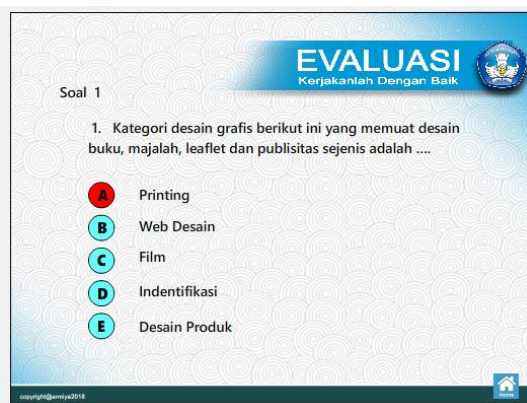 EVALUASI
Kerjakanlah Dengan Baik
Soal 1
1. Kategori desain grafis berikut ini yang memuat desain
buku, majalah, leaflet dan publisitas sejenis adalah ....
A Printing
B Web Desain
C Film
D Indentifikasi
E Desain Produk
copyright@armiya2018
Home